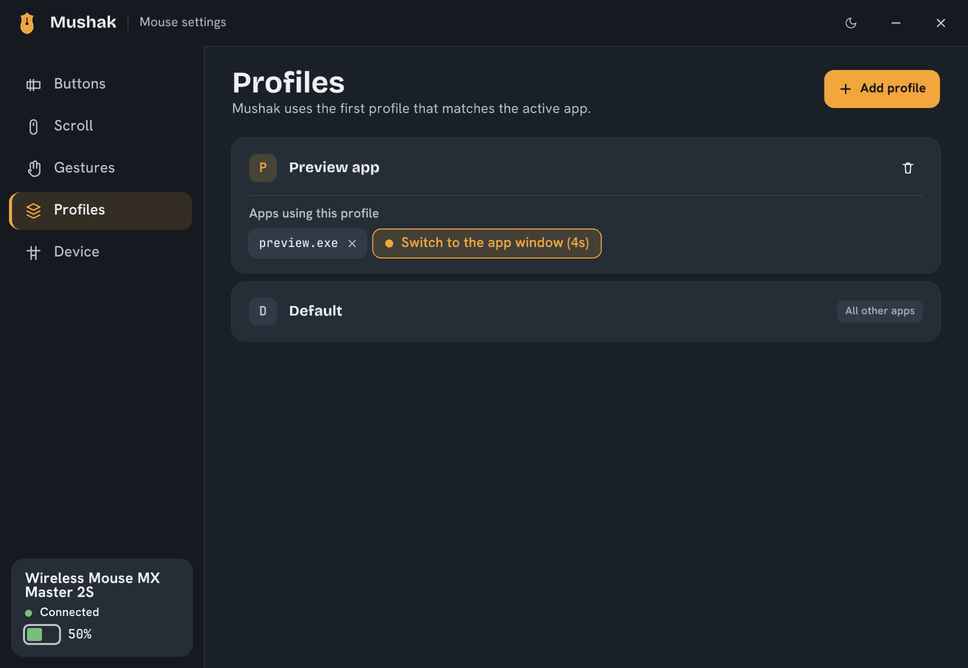 Mushak
Mouse settings
Buttons
Scroll
Gestures
Profiles
Device
Profiles
Mushak uses the first profile that matches the active app.
+ Add profile
P
Preview app
Apps using this profile
preview.exe ×
Switch to the app window (4s)
D
Default
All other apps
Wireless Mouse MX
Master 2S
Connected
50%